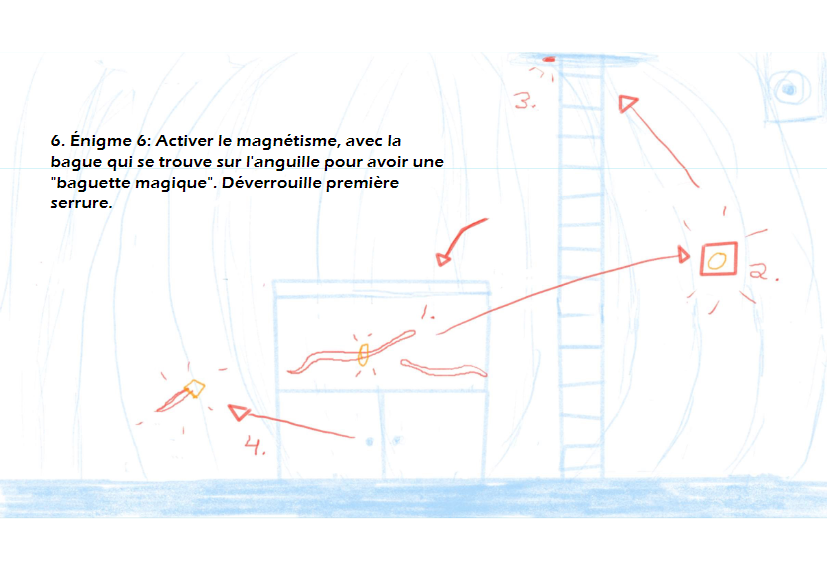 6. Énigme 6: Activer le magnétisme, avec la
bague qui se trouve sur l'anguille pour avoir une
"baguette magique". Déverrouille première
serrure.
3.
2.
1.
4.